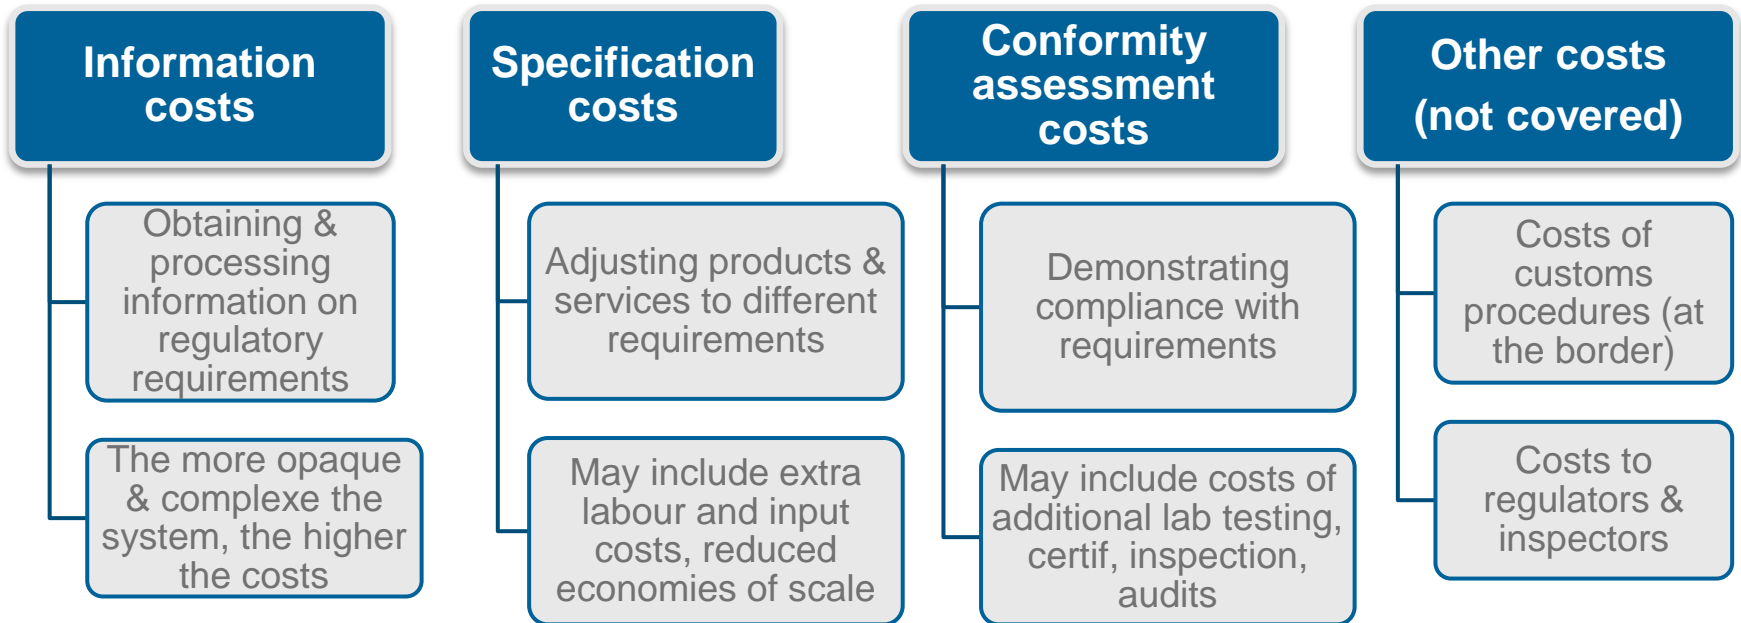 Information
costs
Obtaining &
processing
information on
regulatory
requirements
The more opaque
& complexe the
system, the higher
the costs
Specification
costs
Adjusting products &
services to different
requirements
May include extra
labour and input
costs, reduced
economies of scale
Conformity
assessment
costs
Demonstrating
compliance with
requirements
May include costs of
additional lab testing,
certif, inspection,
audits
Other costs
(not covered)
Costs of
customs
procedures (at
the border)
Costs to
regulators &
inspectors